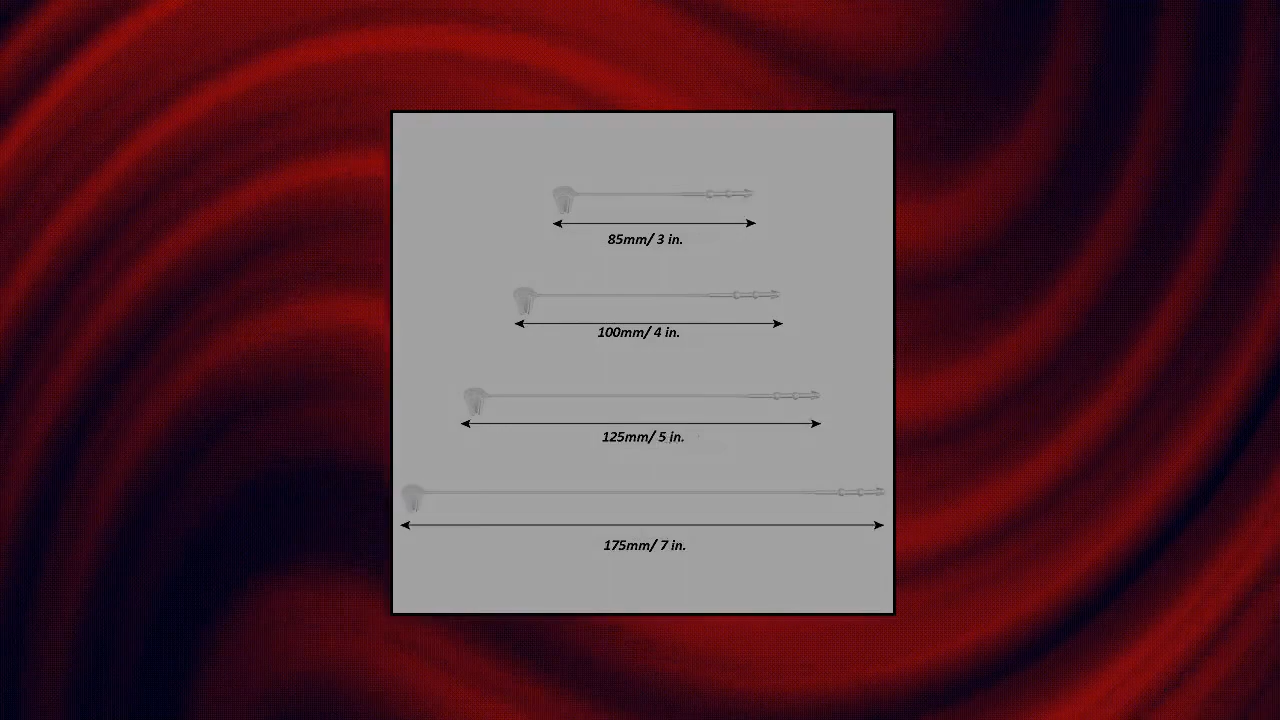 85mm/ 3 in.
100mm/ 4 in.
125mm/ 5 in.
175mm/ 7 in.